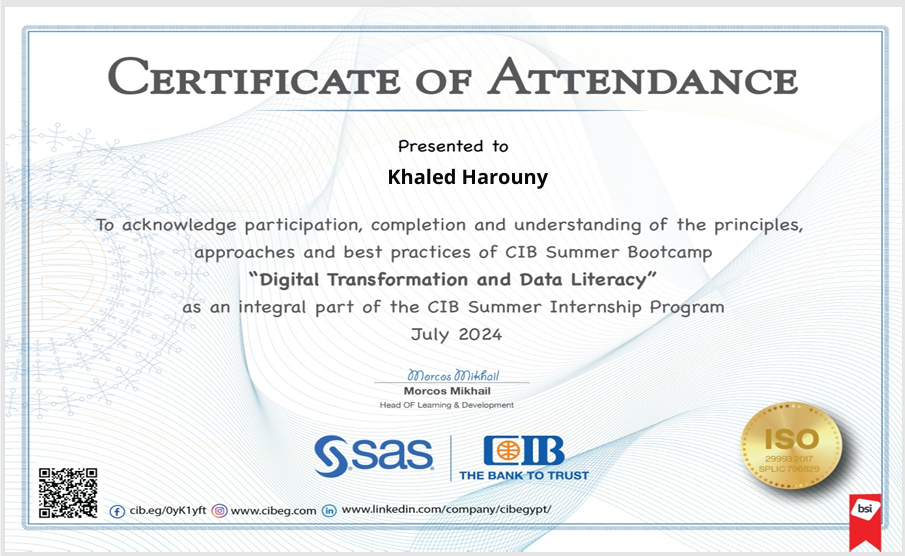 CERTIFICATE OF ATTENDANCE
Presented to
Khaled Harouny
To acknowledge participation, completion and understanding of the principles,
approaches and best practices of CIB Summer Bootcamp
“Digital Transformation and Data Literacy”
as an integral part of the CIB Summer Internship Program
July 2024
Morcos Mikhail
Morcos Mikhail
Head OF Learning & Development
sas
CIB
THE BANK TO TRUST
ISO
29993:2017
SPLIC 796829
bsi
cib.eg/0yK1yft www.cibeg.com www.linkedin.com/company/cibegypt/